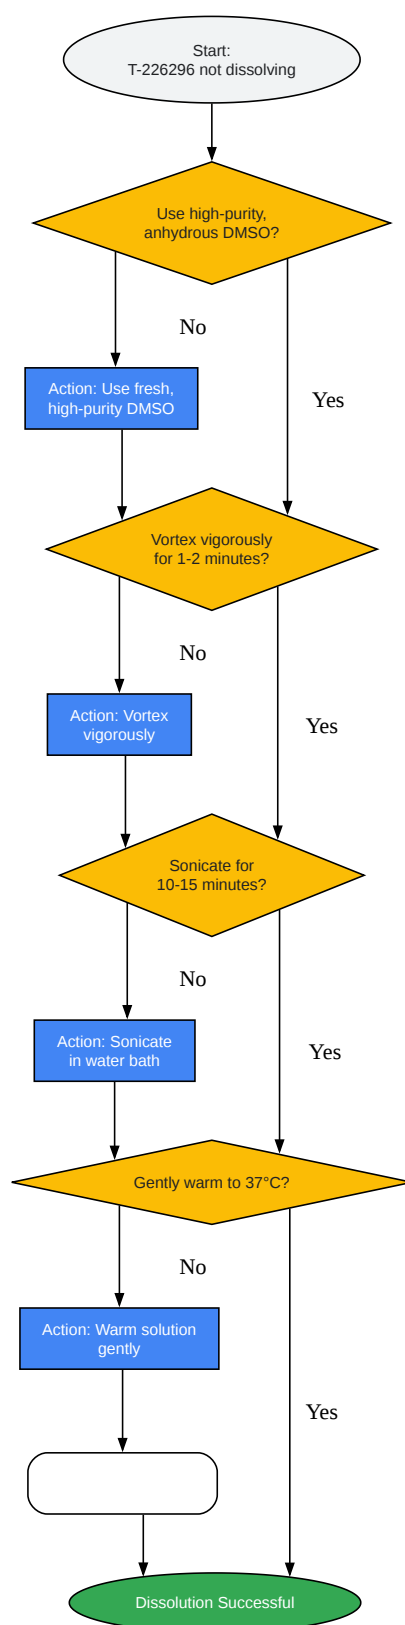 Start:
T-226296 not dissolving
Use high-purity,
anhydrous DMSO?
No
Action: Use fresh,
high-purity DMSO
Yes
Vortex vigorously
for 1-2 minutes?
No
Action: Vortex
vigorously
Yes
Sonicate for
10-15 minutes?
No
Action: Sonicate
in water bath
Yes
Gently warm to 37°C?
No
Action: Warm solution
gently
Yes
Dissolution Successful